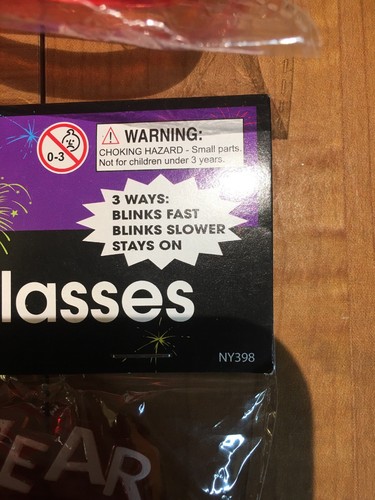 0-3
WARNING:
CHOKING HAZARD - Small parts.
Not for children under 3 years.
3 WAYS:
BLINKS FAST
BLINKS SLOWER
STAYS ON
lasses
NY398
EAR